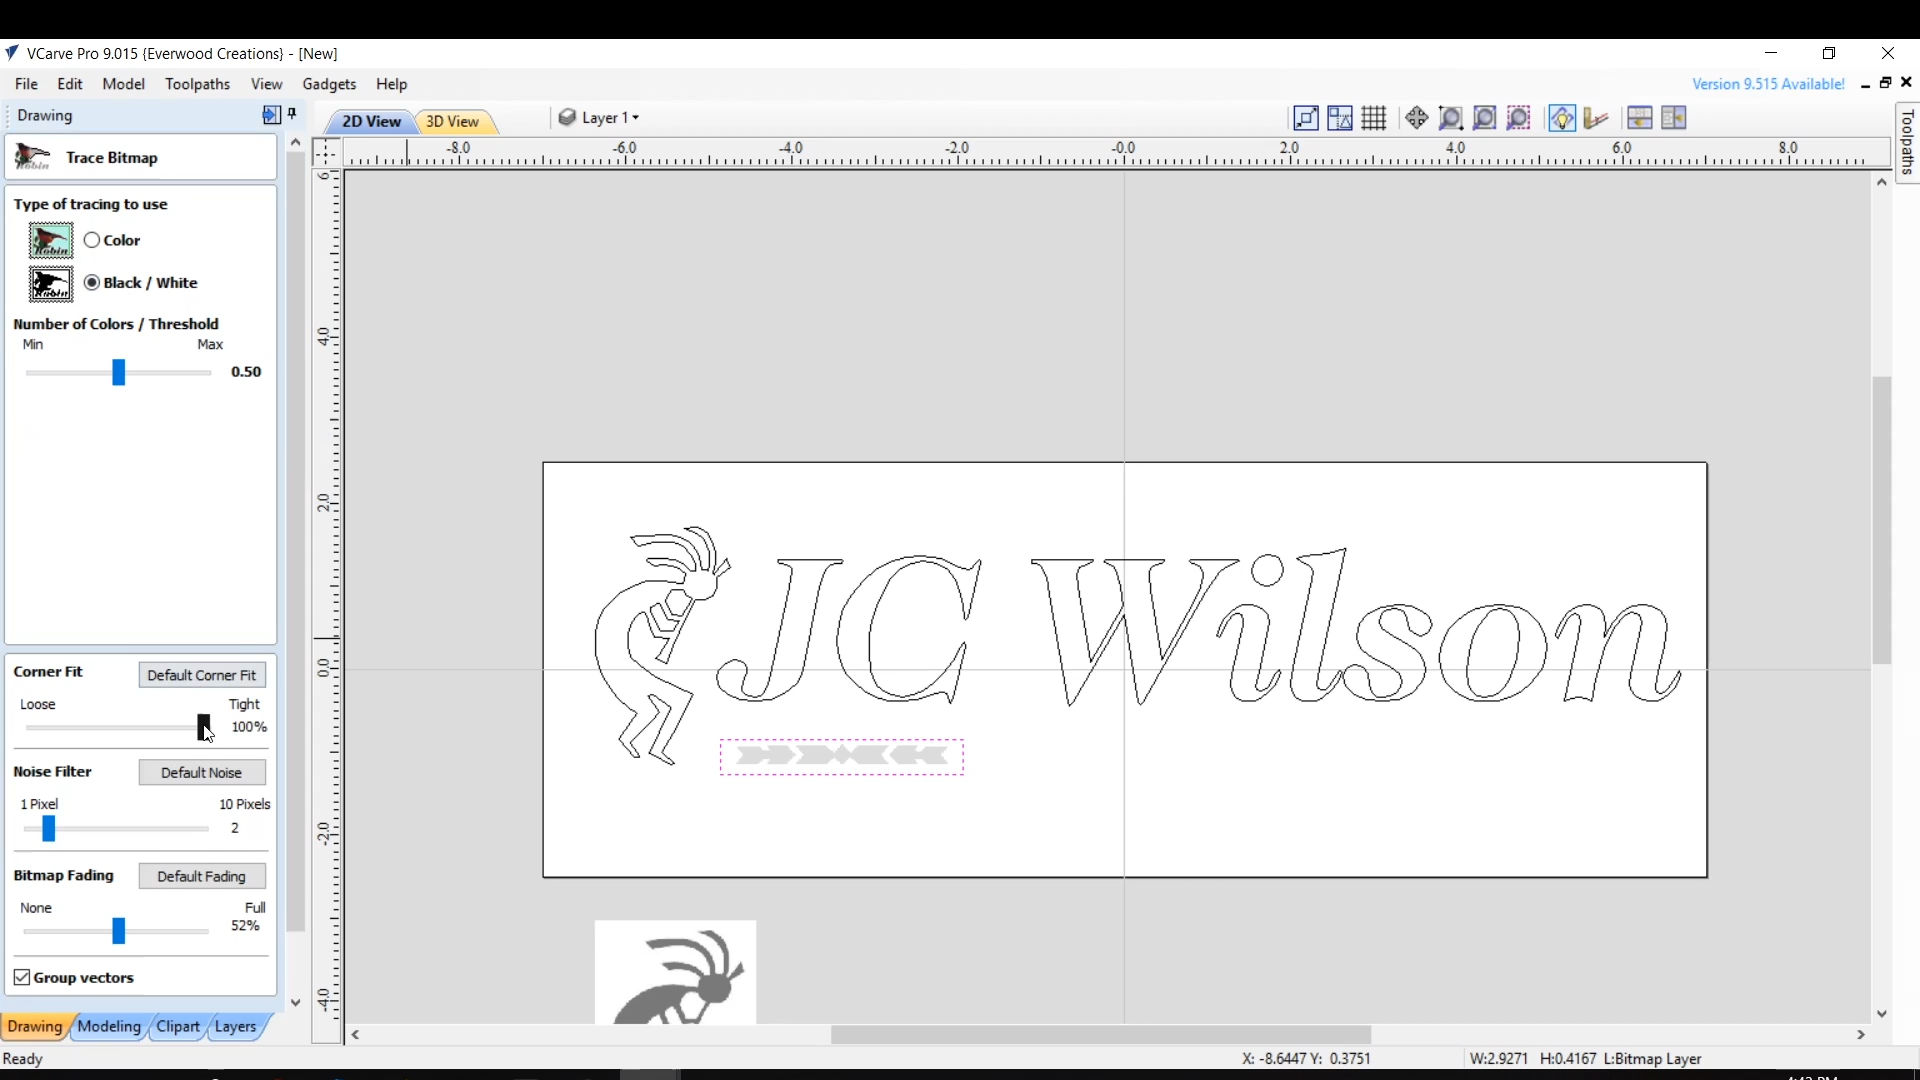 VCarve Pro 9.015 {Everwood Creations} - [New]
File Edit Model Toolpaths View Gadgets Help
Version 9.515 Available!
Drawing
2D View 3D View
Layer 1
Toolpaths
Trace Bitmap
-8.0 -6.0 -4.0 -2.0 -0.0 2.0 4.0 6.0 8.0
6
4.0
2.0
0.0
-2.0
-4.0
Type of tracing to use
Color
Black / White
Number of Colors / Threshold
Min Max
0.50
JC Wilson
Corner Fit Default Corner Fit
Loose Tight
100%
Noise Filter Default Noise
1 Pixel 10 Pixels
2
Bitmap Fading Default Fading
None Full
52%
Group vectors
Drawing Modeling Clipart Layers
Ready
X: -8.6447 Y: 0.3751
W:2.9271 H:0.4167 L:Bitmap Layer